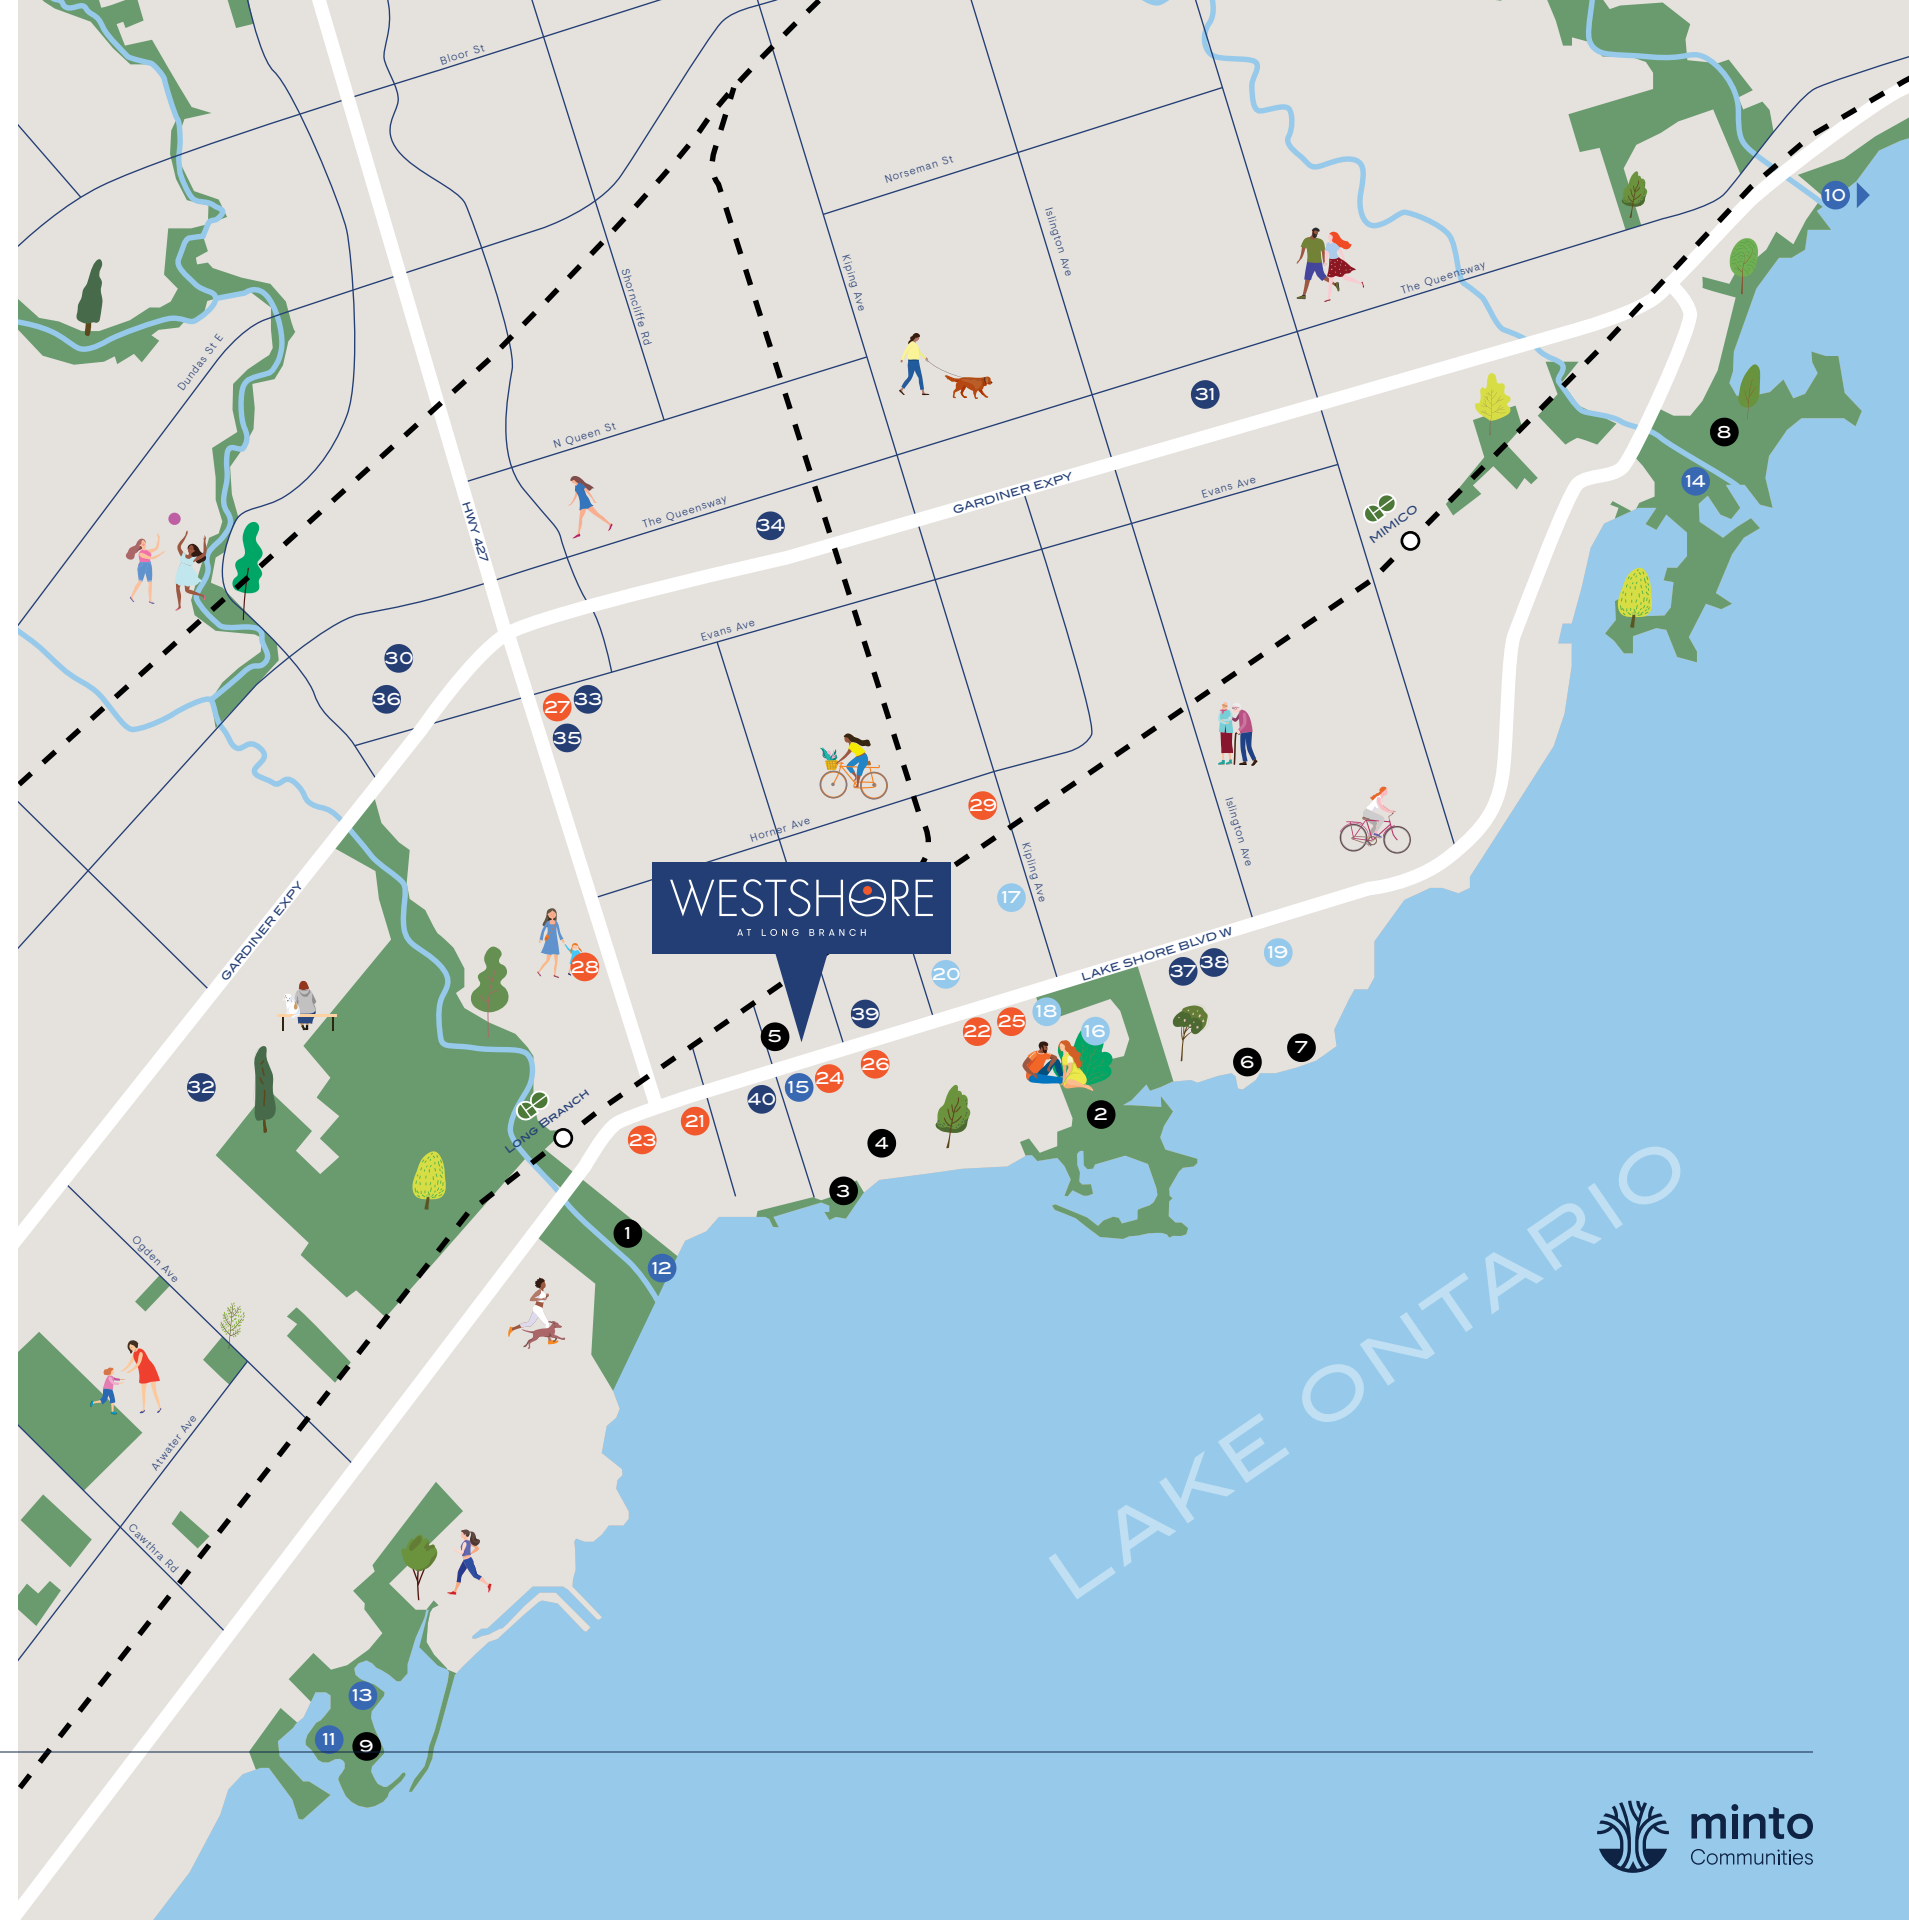 Bloor St
Norseman St
10
Islington Ave
Kiping Ave
Shorncliffe Rd
The Queensway
Dundas St E
31
N Queen St
8
14
The Queensway
34
GARDINER EXPY
Evans Ave
HWY 427
MIMICO
Evans Ave
30
36
27
33
35
29
Horner Ave
Islington Ave
Kipling Ave
17
WESTSHORE
AT LONG BRANCH
GARDINER EXPY
28
20
LAKE SHORE BLVD W
37
38
19
39
5
22
25
18
16
6
7
26
24
15
40
32
LONG BRANCH
21
23
2
4
3
1
12
LAKE ONTARIO
Ogden Ave
Atwater Ave
Cawthra Rd
13
11
9
minto
Communities